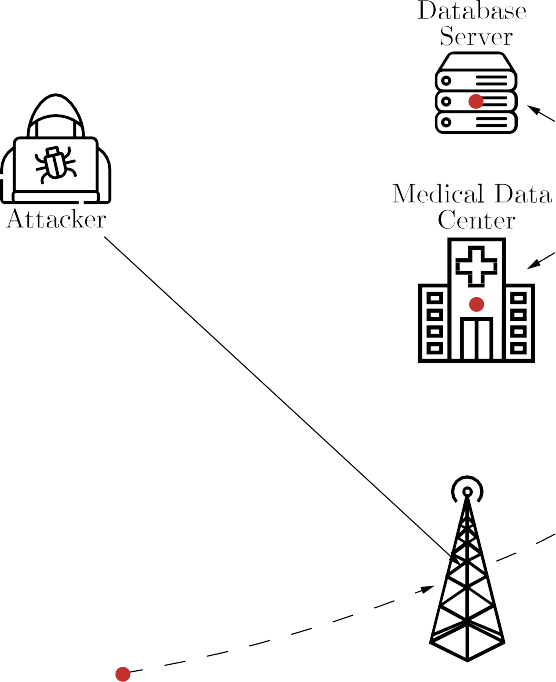 Database
Server
Attacker
Medical Data
Center